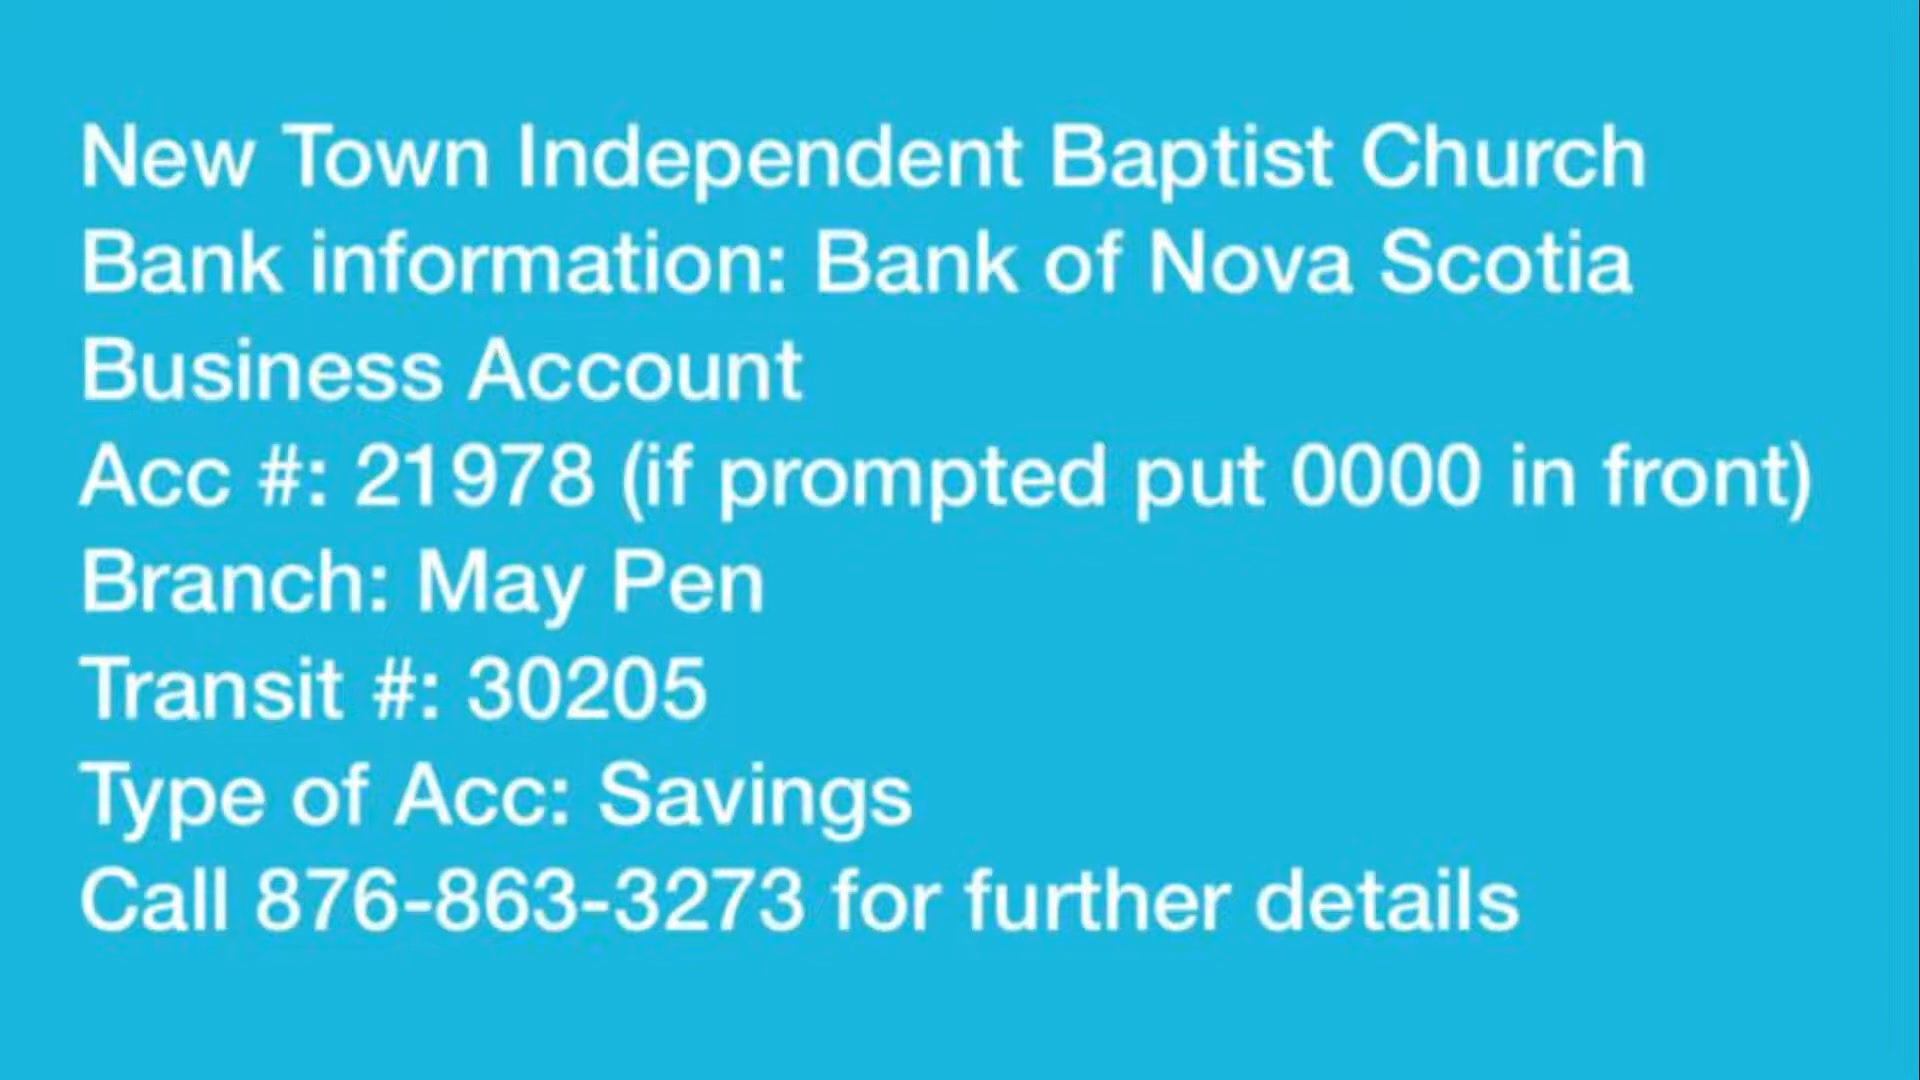 New Town Independent Baptist Church
Bank information: Bank of Nova Scotia
Business Account
Acc #: 21978 (if prompted put 0000 in front)
Branch: May Pen
Transit #: 30205
Type of Acc: Savings
Call 876-863-3273 for further details